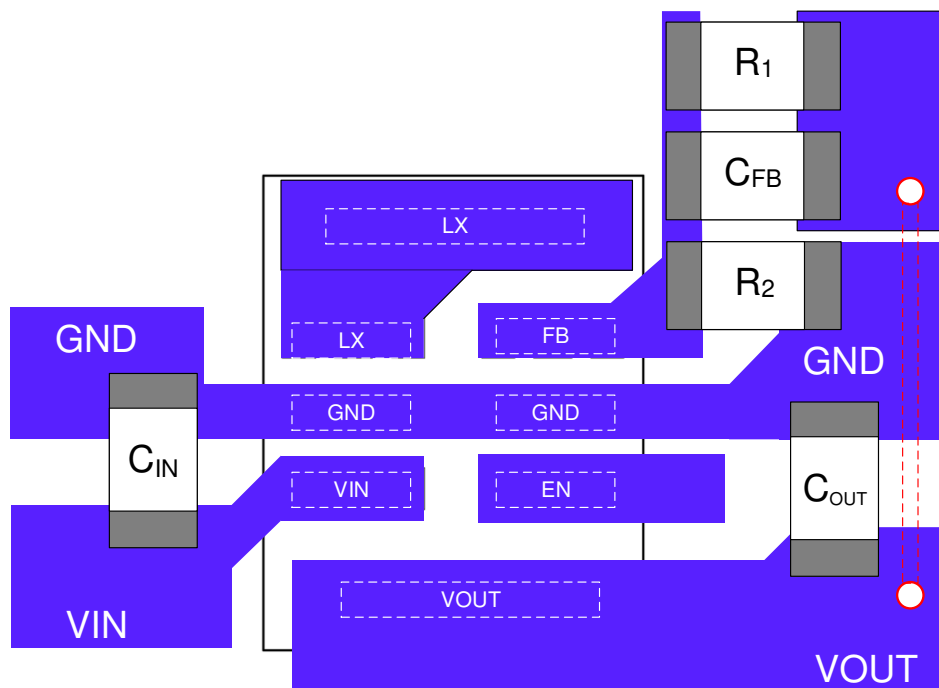 R1
CFB
LX
R2
GND
LX
FB
GND
GND
GND
CIN
VIN
EN
COUT
VOUT
VIN
VOUT